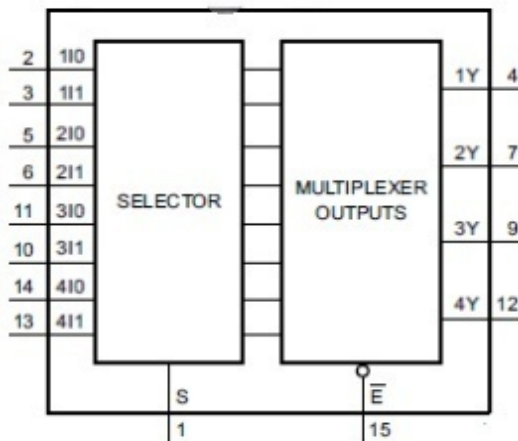 2 1I0 1Y 4
3 1I1
5 2I0 2Y 7
6 2I1 SELECTOR MULTIPLEXER
11 3I0 OUTPUTS 3Y 9
10 3I1
14 4I0 4Y 12
13 4I1
S E̅
1 15